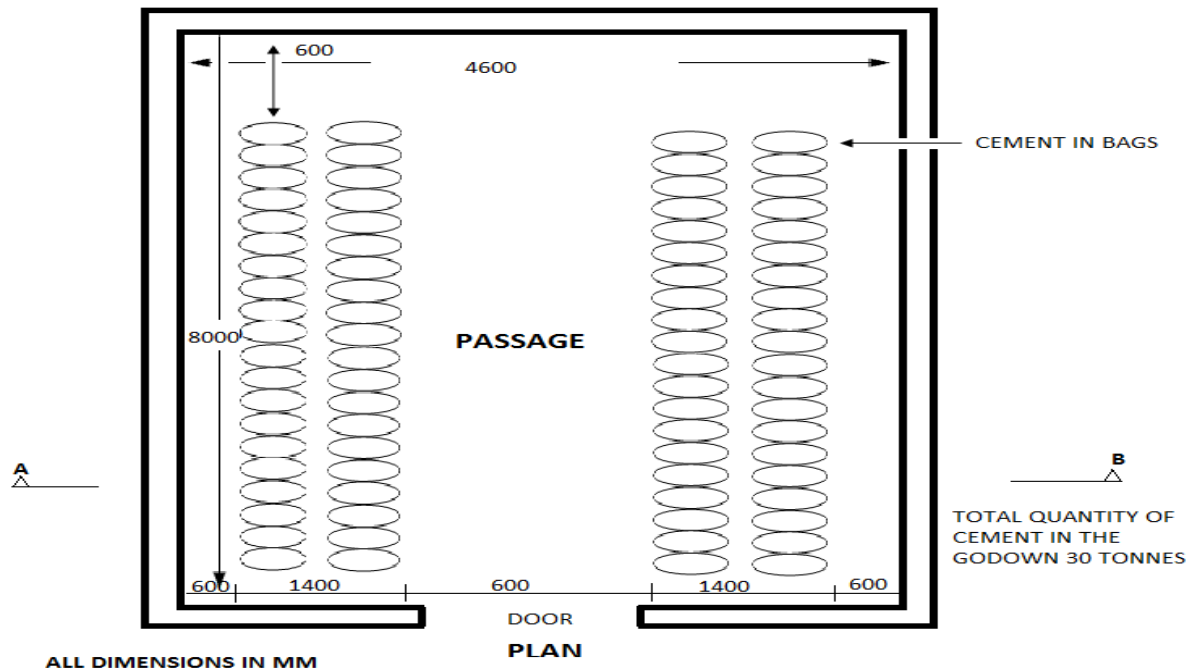 600
4600
CEMENT IN BAGS
8000
PASSAGE
A
B
TOTAL QUANTITY OF
CEMENT IN THE
GODOWN 30 TONNES
600 1400 600 1400 600
DOOR
PLAN
ALL DIMENSIONS IN MM